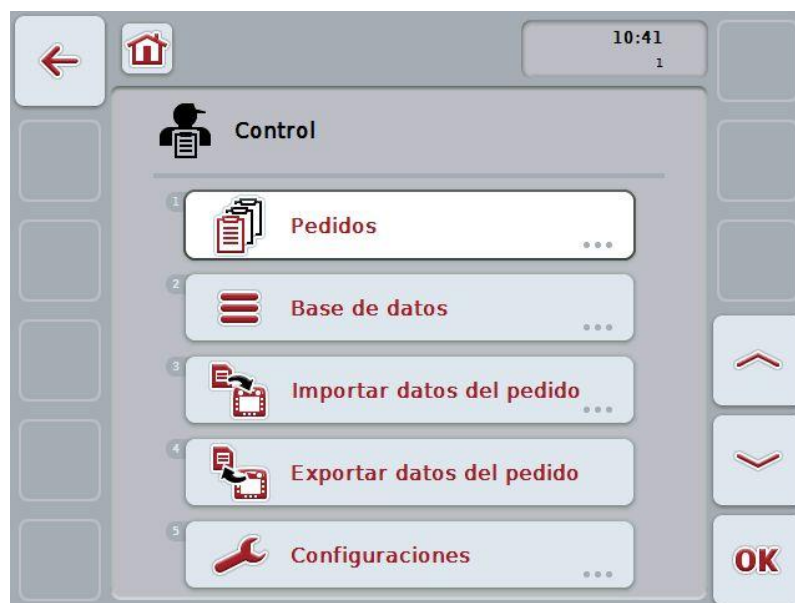 10:41
1
Control
1
Pedidos
2
Base de datos
3
Importar datos del pedido
4
Exportar datos del pedido
5
Configuraciones
OK